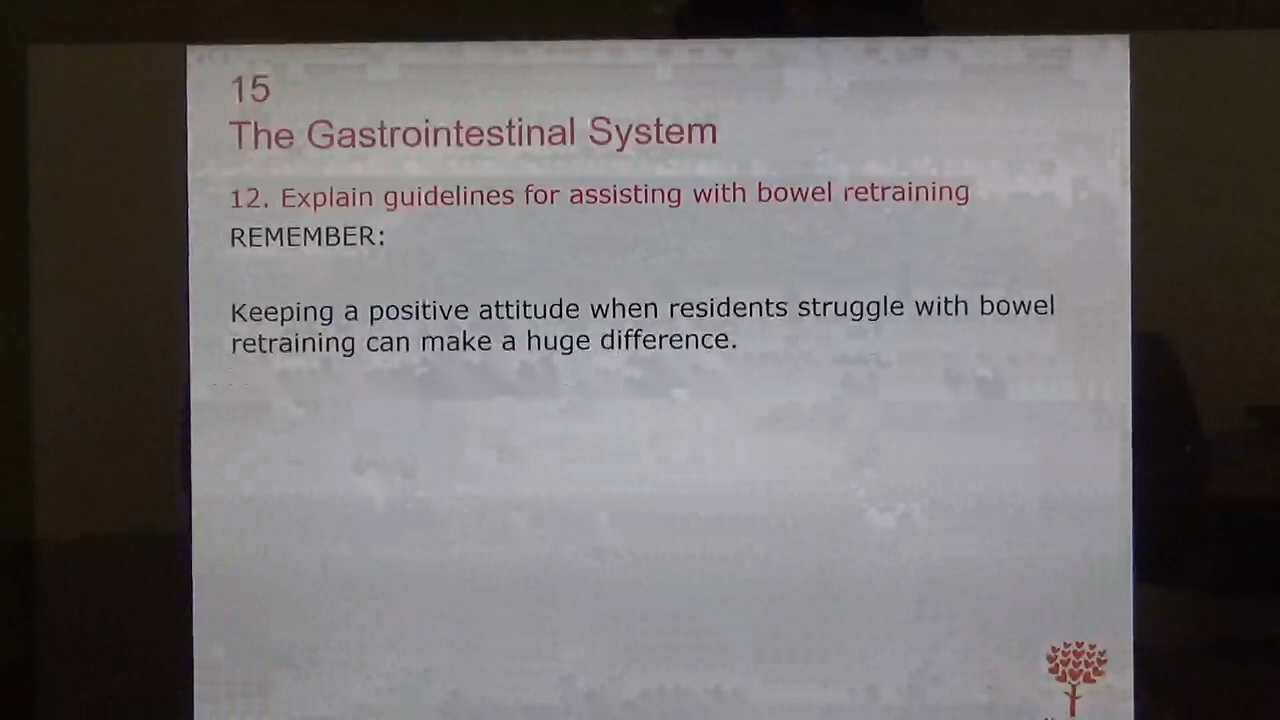 15
The Gastrointestinal System
12. Explain guidelines for assisting with bowel retraining
REMEMBER:
Keeping a positive attitude when residents struggle with bowel
retraining can make a huge difference.